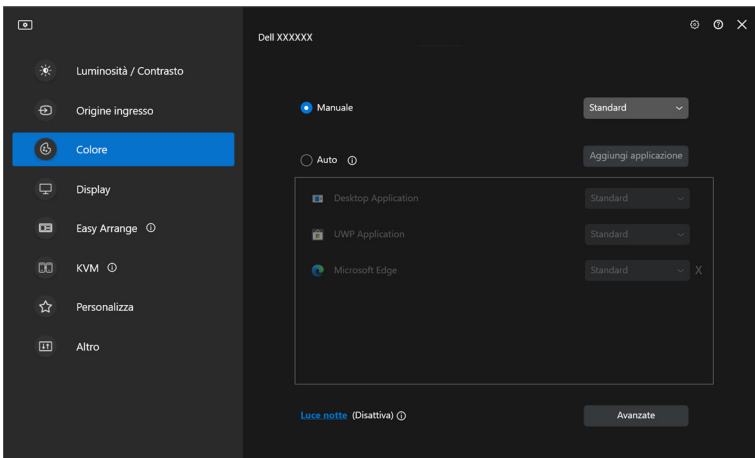 Dell XXXXXX
Luminosità / Contrasto
Origine ingresso
Colore
Display
Easy Arrange
KVM
Personalizza
Altro
Manuale Standard
Auto Aggiungi applicazione
Desktop Application Standard
UWP Application Standard
Microsoft Edge Standard X
Luce notte (Disattiva) Avanzate